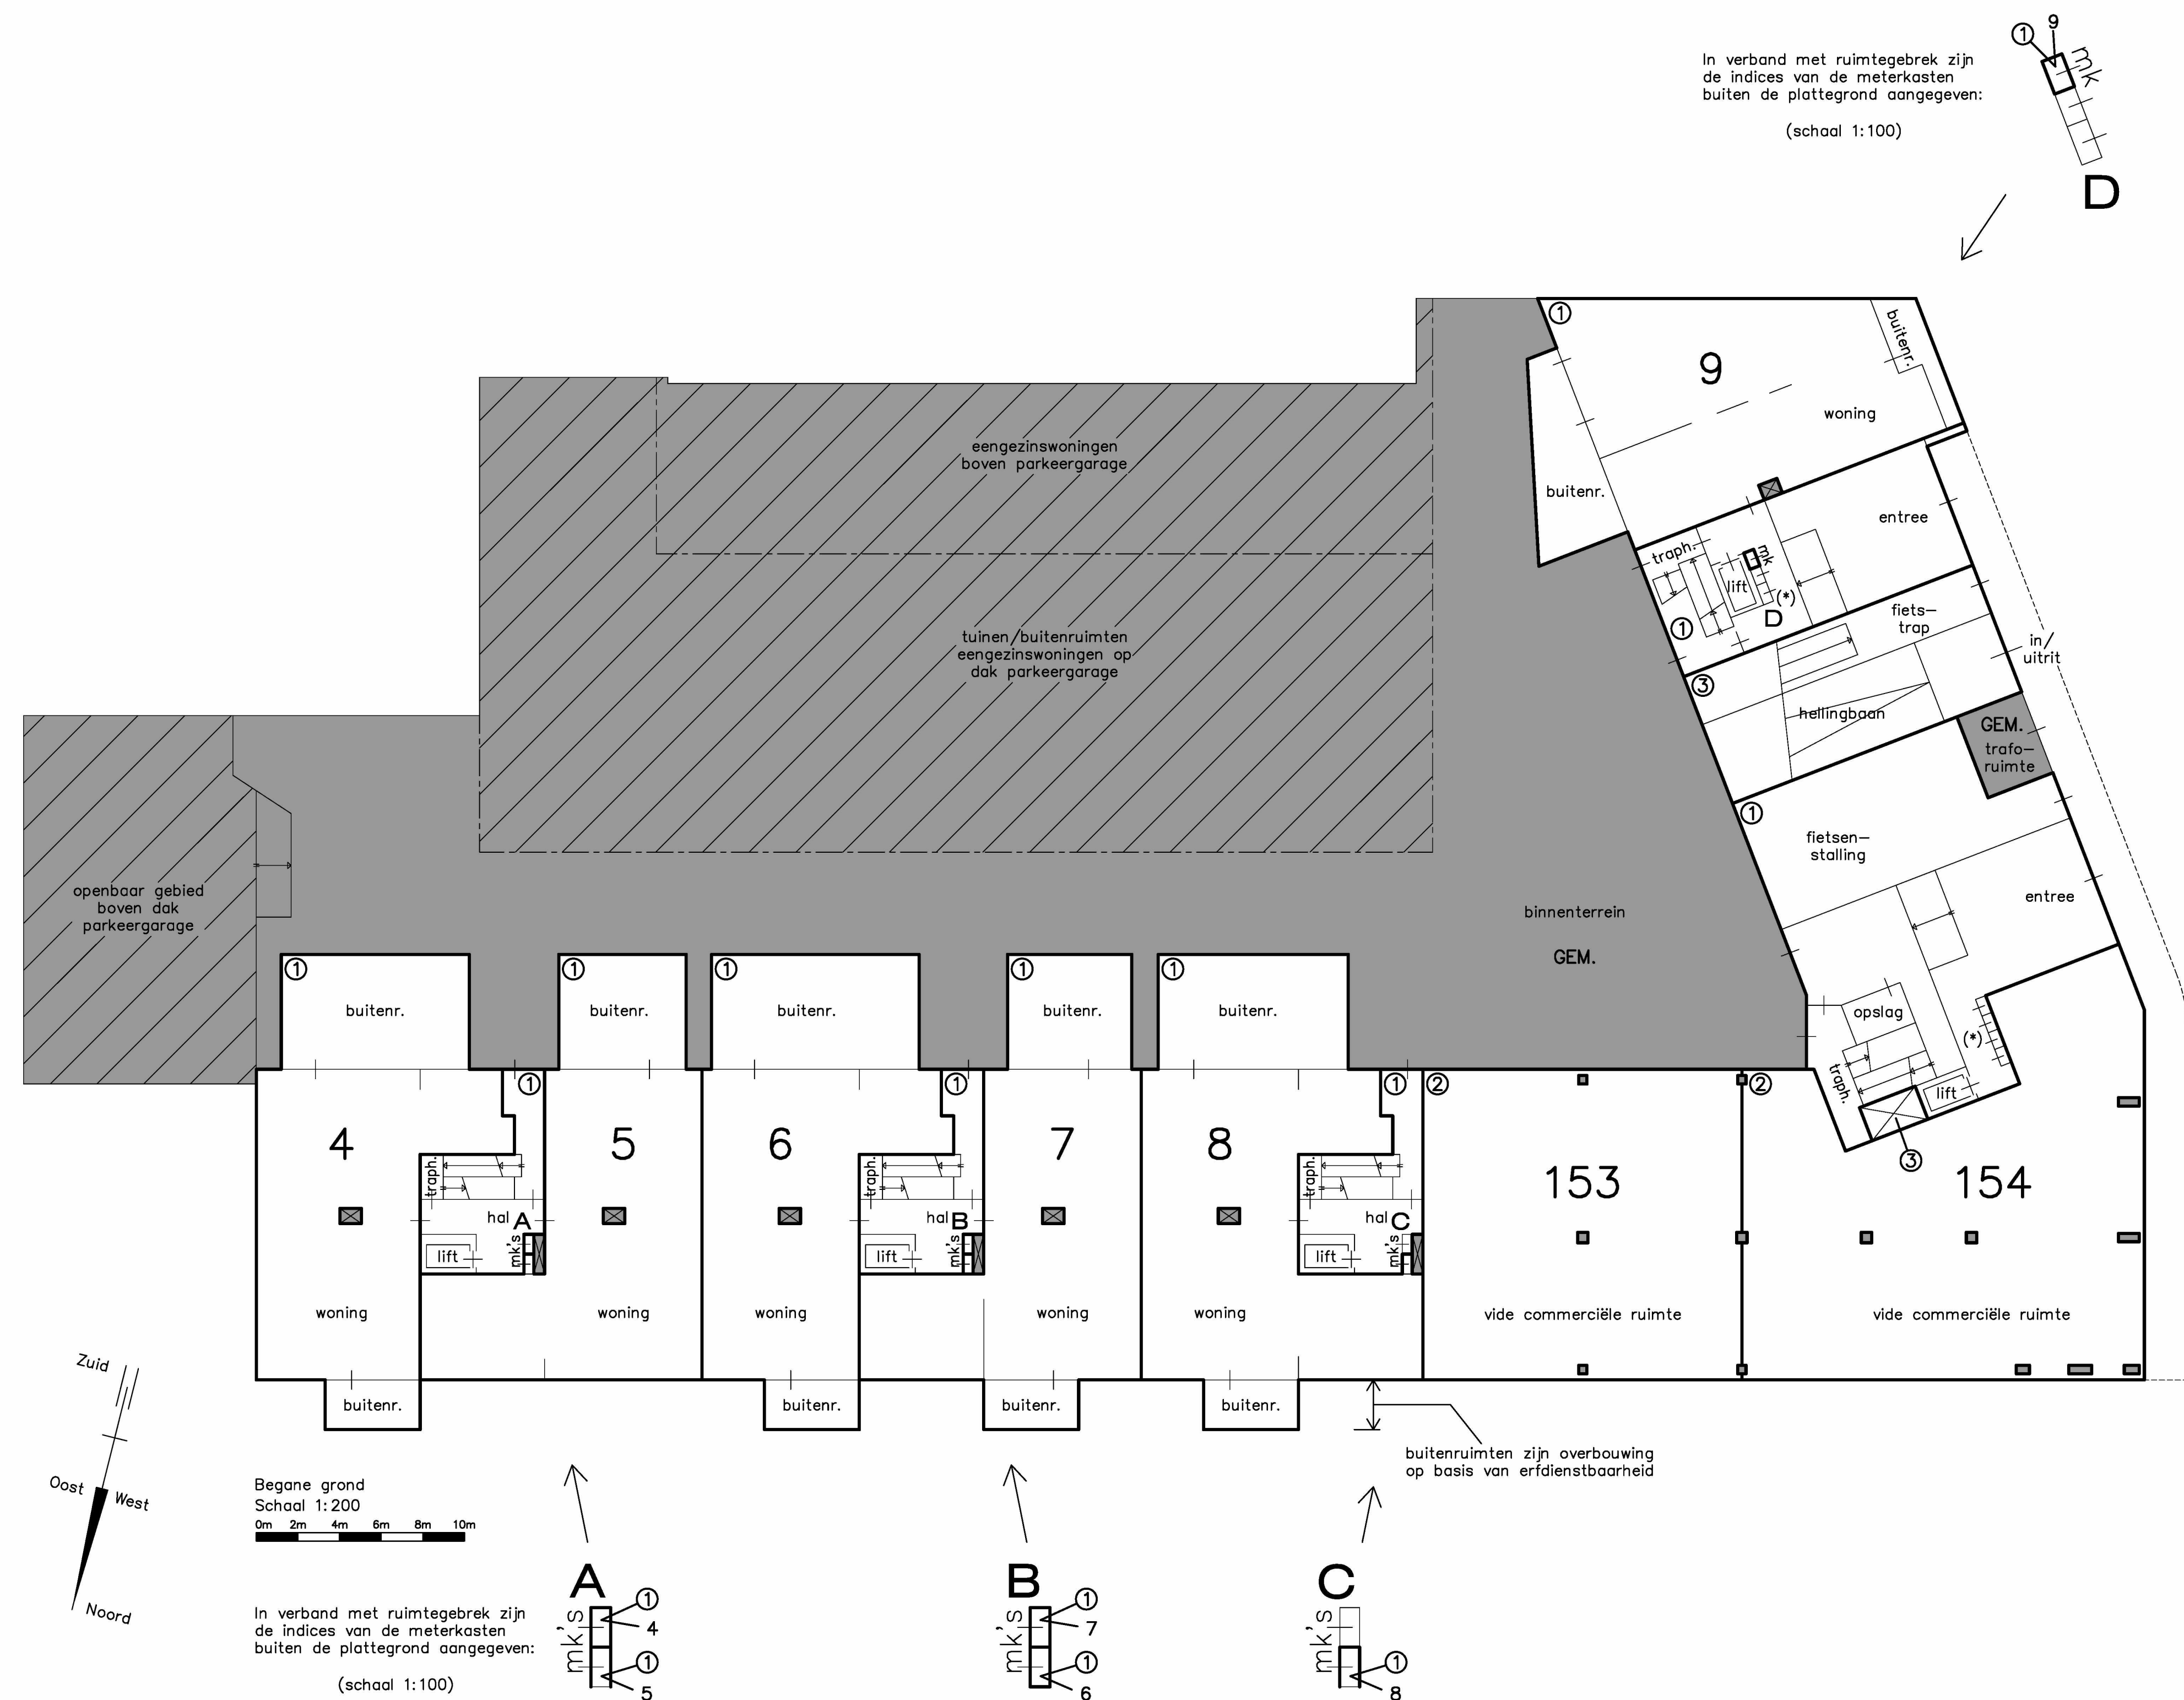 ① 9
mk
In verband met ruimtegebrek zijn
de indices van de meterkasten
buiten de plattegrond aangegeven:
(schaal 1:100)
D
①
9
buitenr.
woning
buitenr.
eengezinswoningen
boven parkeergarage
entree
traph.
mk
lift
(*)
D
①
fiets-
trap
in/
uitrit
tuinen/buitenruimten
eengezinswoningen op
dak parkeergarage
③
hellingbaan
GEM.
trafo-
ruimte
①
fietsen-
stalling
entree
openbaar gebied
boven dak
parkeergarage
binnenterrein
GEM.
① ① ① ① ①
buitenr. buitenr. buitenr. buitenr. buitenr.
opslag
(*)
traph.
lift
③
① ① ① ② ②
4 5 6 7 8 153 154
traph. traph. traph.
hal A hal B hal C
lift mk's lift mk's lift mk's
woning woning woning woning woning vide commerciële ruimte vide commerciële ruimte
buitenr. buitenr. buitenr. buitenr.
buitenruimten zijn overbouwing
op basis van erfdienstbaarheid
Zuid
Oost West
Noord
Begane grond
Schaal 1:200
0m 2m 4m 6m 8m 10m
In verband met ruimtegebrek zijn
de indices van de meterkasten
buiten de plattegrond aangegeven:
(schaal 1:100)
A
mk's
①
4
①
5
B
mk's
①
7
①
6
C
mk's
①
8